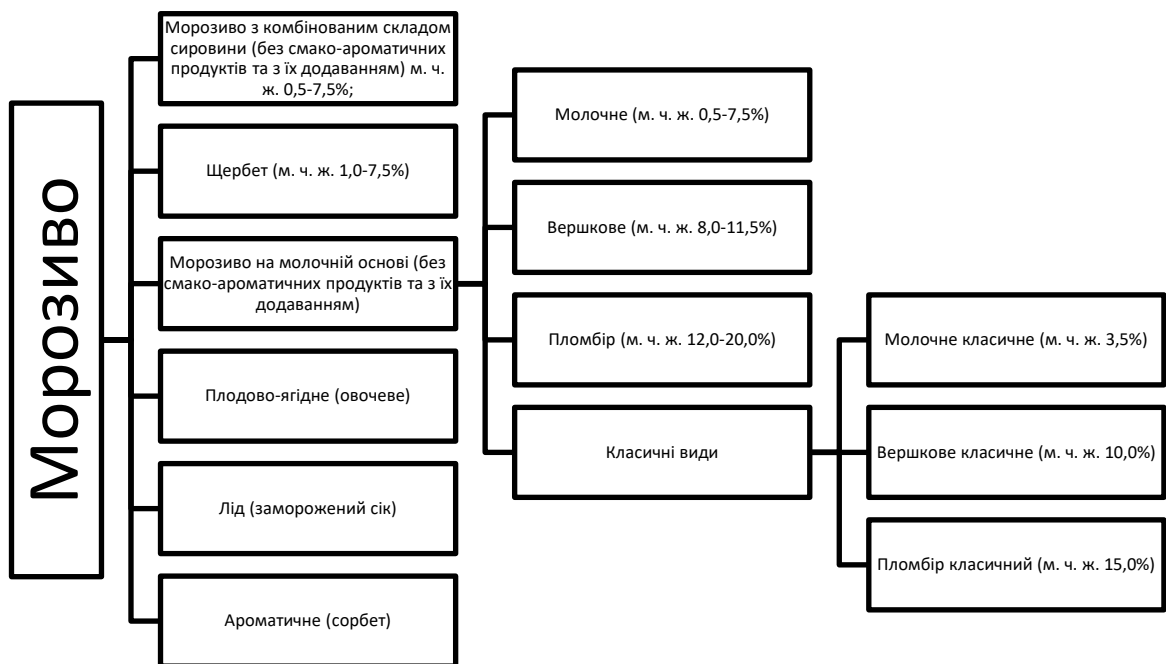 Морозиво
Морозиво з комбінованим складом
сировини (без смако-ароматичних
продуктів та з їх додаванням) м. ч.
ж. 0,5-7,5%;
Щербет (м. ч. ж. 1,0-7,5%)
Морозиво на молочній основі (без
смако-ароматичних продуктів та з їх
додаванням)
Плодово-ягідне (овочеве)
Лід (заморожений сік)
Ароматичне (сорбет)
Молочне (м. ч. ж. 0,5-7,5%)
Вершкове (м. ч. ж. 8,0-11,5%)
Пломбір (м. ч. ж. 12,0-20,0%)
Класичні види
Молочне класичне (м. ч. ж. 3,5%)
Вершкове класичне (м. ч. ж. 10,0%)
Пломбір класичний (м. ч. ж. 15,0%)